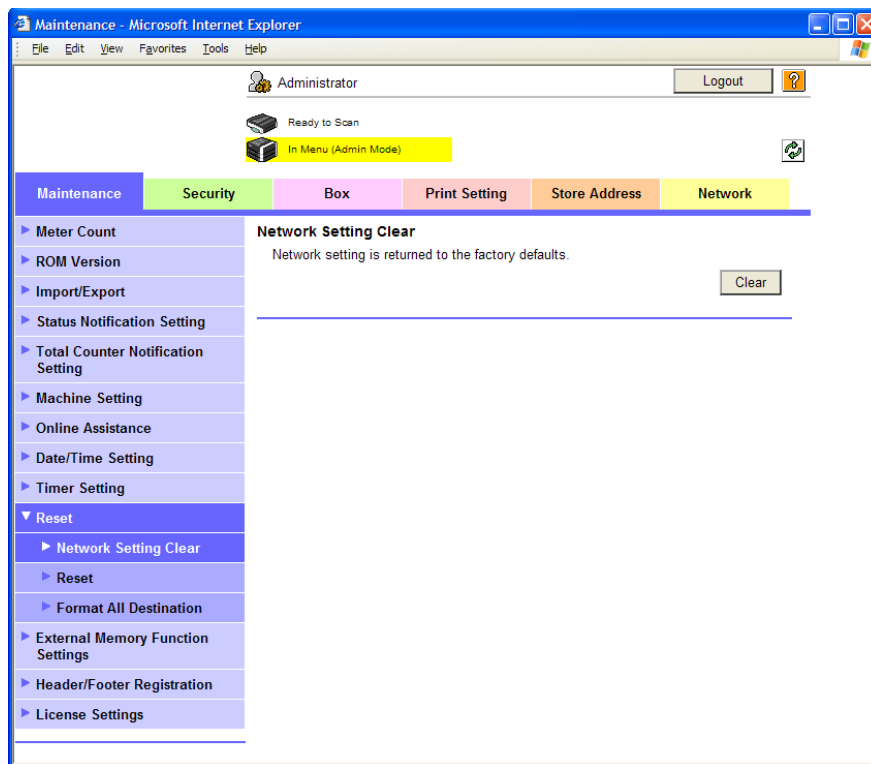 Maintenance - Microsoft Internet Explorer
File Edit View Favorites Tools Help
Administrator
Logout
?
Ready to Scan
In Menu (Admin Mode)
Maintenance Security Box Print Setting Store Address Network
Meter Count
ROM Version
Import/Export
Status Notification Setting
Total Counter Notification
Setting
Machine Setting
Online Assistance
Date/Time Setting
Timer Setting
Reset
Network Setting Clear
Reset
Format All Destination
External Memory Function
Settings
Header/Footer Registration
License Settings
Network Setting Clear
Network setting is returned to the factory defaults.
Clear